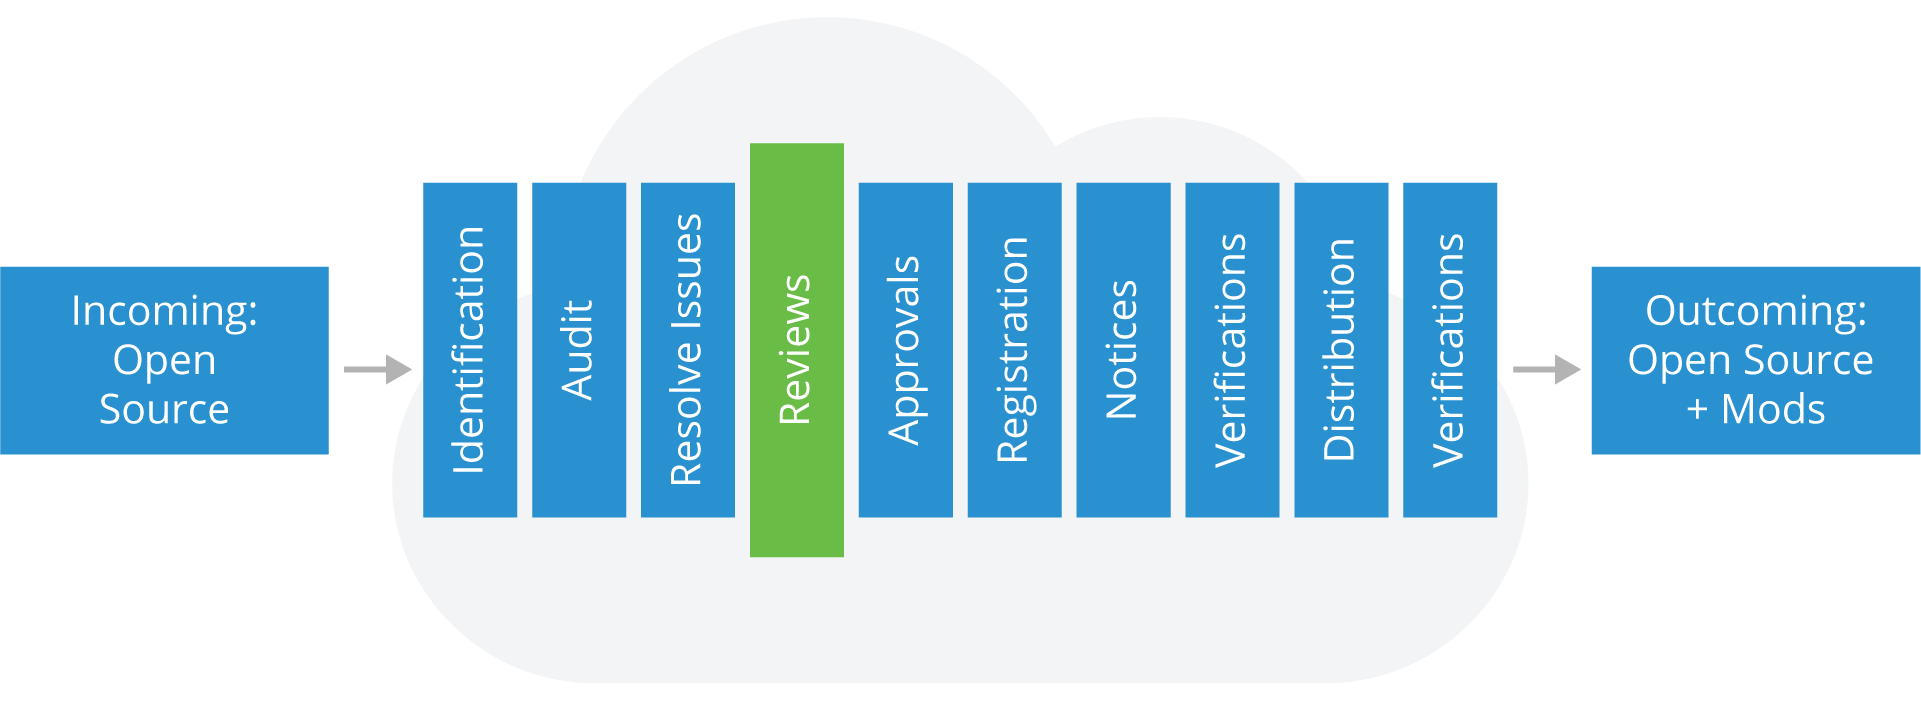 Incoming:
Open
Source
Identification
Audit
Resolve Issues
Reviews
Approvals
Registration
Notices
Verifications
Distribution
Verifications
Outcoming:
Open Source
+ Mods